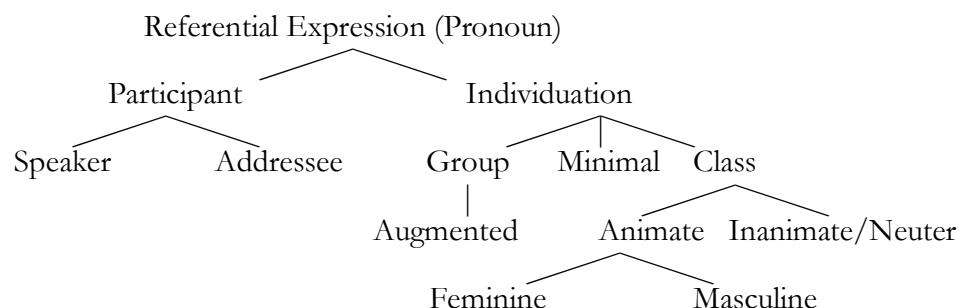 Referential Expression (Pronoun)
Participant Individuation
Speaker Addressee Group Minimal Class
Augmented Animate Inanimate/Neuter
Feminine Masculine